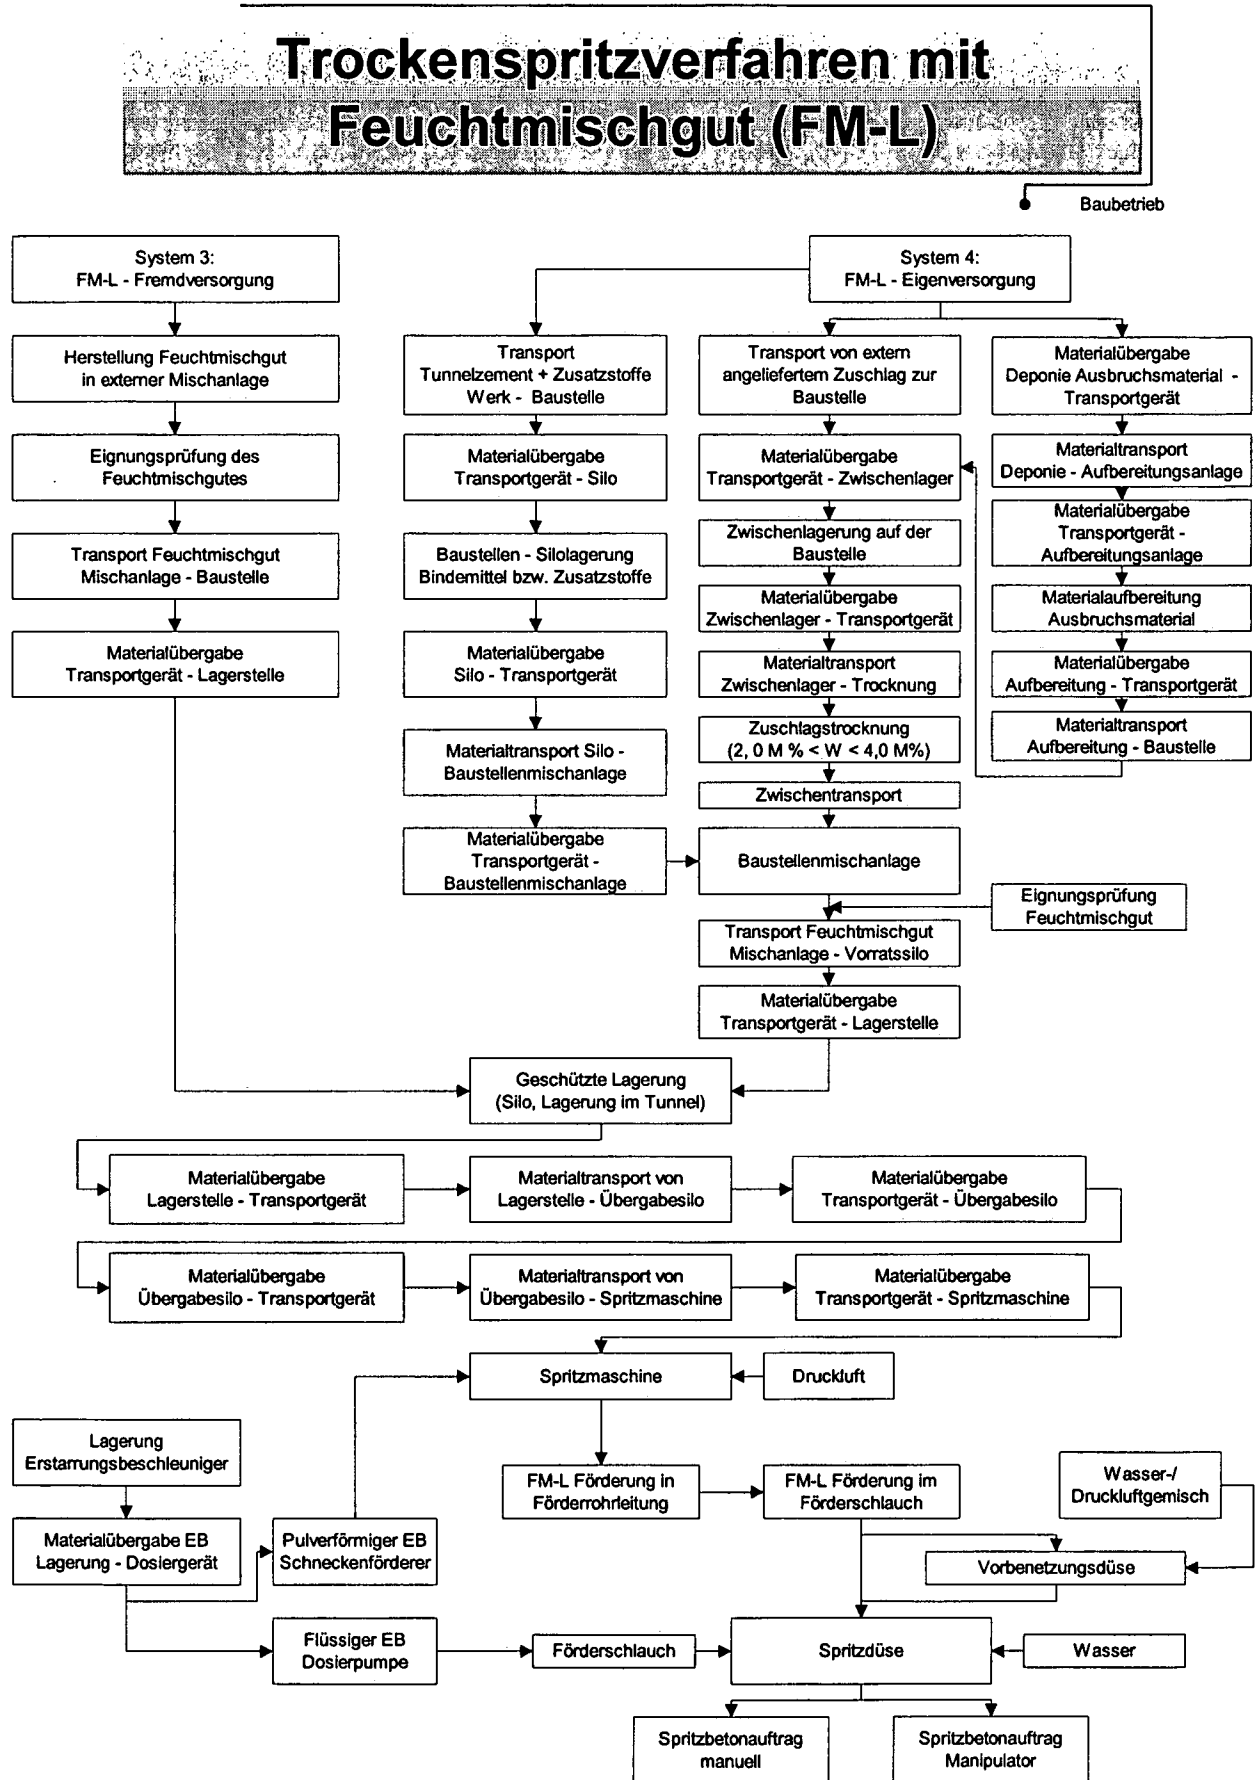 Trockenspritzverfahren mit
Feuchtmischgut (FM-L)
Baubetrieb
System 3:
FM-L - Fremdversorgung
Herstellung Feuchtmischgut
in externer Mischanlage
Eignungsprüfung des
Feuchtmischgutes
Transport Feuchtmischgut
Mischanlage - Baustelle
Materialübergabe
Transportgerät - Lagerstelle
System 4:
FM-L - Eigenversorgung
Transport
Tunnelzement + Zusatzstoffe
Werk - Baustelle
Materialübergabe
Transportgerät - Silo
Baustellen - Silolagerung
Bindemittel bzw. Zusatzstoffe
Materialübergabe
Silo - Transportgerät
Materialtransport Silo -
Baustellenmischanlage
Materialübergabe
Transportgerät -
Baustellenmischanlage
Transport von extern
angeliefertem Zuschlag zur
Baustelle
Materialübergabe
Transportgerät - Zwischenlager
Zwischenlagerung auf der
Baustelle
Materialübergabe
Zwischenlager - Transportgerät
Materialtransport
Zwischenlager - Trocknung
Zuschlagstrocknung
(2, 0 M % < W < 4,0 M%)
Zwischentransport
Baustellenmischanlage
Materialübergabe
Deponie Ausbruchsmaterial -
Transportgerät
Materialtransport
Deponie - Aufbereitungsanlage
Materialübergabe
Transportgerät -
Aufbereitungsanlage
Materialaufbereitung
Ausbruchsmaterial
Materialübergabe
Aufbereitung - Transportgerät
Materialtransport
Aufbereitung - Baustelle
Eignungsprüfung
Feuchtmischgut
Transport Feuchtmischgut
Mischanlage - Vorratssilo
Materialübergabe
Transportgerät - Lagerstelle
Geschützte Lagerung
(Silo, Lagerung im Tunnel)
Materialübergabe
Lagerstelle - Transportgerät
Materialtransport von
Lagerstelle - Übergabesilo
Materialübergabe
Transportgerät - Übergabesilo
Materialübergabe
Übergabesilo - Transportgerät
Materialtransport von
Übergabesilo - Spritzmaschine
Materialübergabe
Transportgerät - Spritzmaschine
Spritzmaschine
Druckluft
Lagerung
Erstarrungsbeschleuniger
FM-L Förderung in
Förderrohrleitung
FM-L Förderung im
Förderschlauch
Wasser-/
Druckluftgemisch
Materialübergabe EB
Lagerung - Dosiergerät
Pulverförmiger EB
Schneckenförderer
Vorbenetzungsdüse
Flüssiger EB
Dosierpumpe
Förderschlauch
Spritzdüse
Wasser
Spritzbetonauftrag
manuell
Spritzbetonauftrag
Manipulator